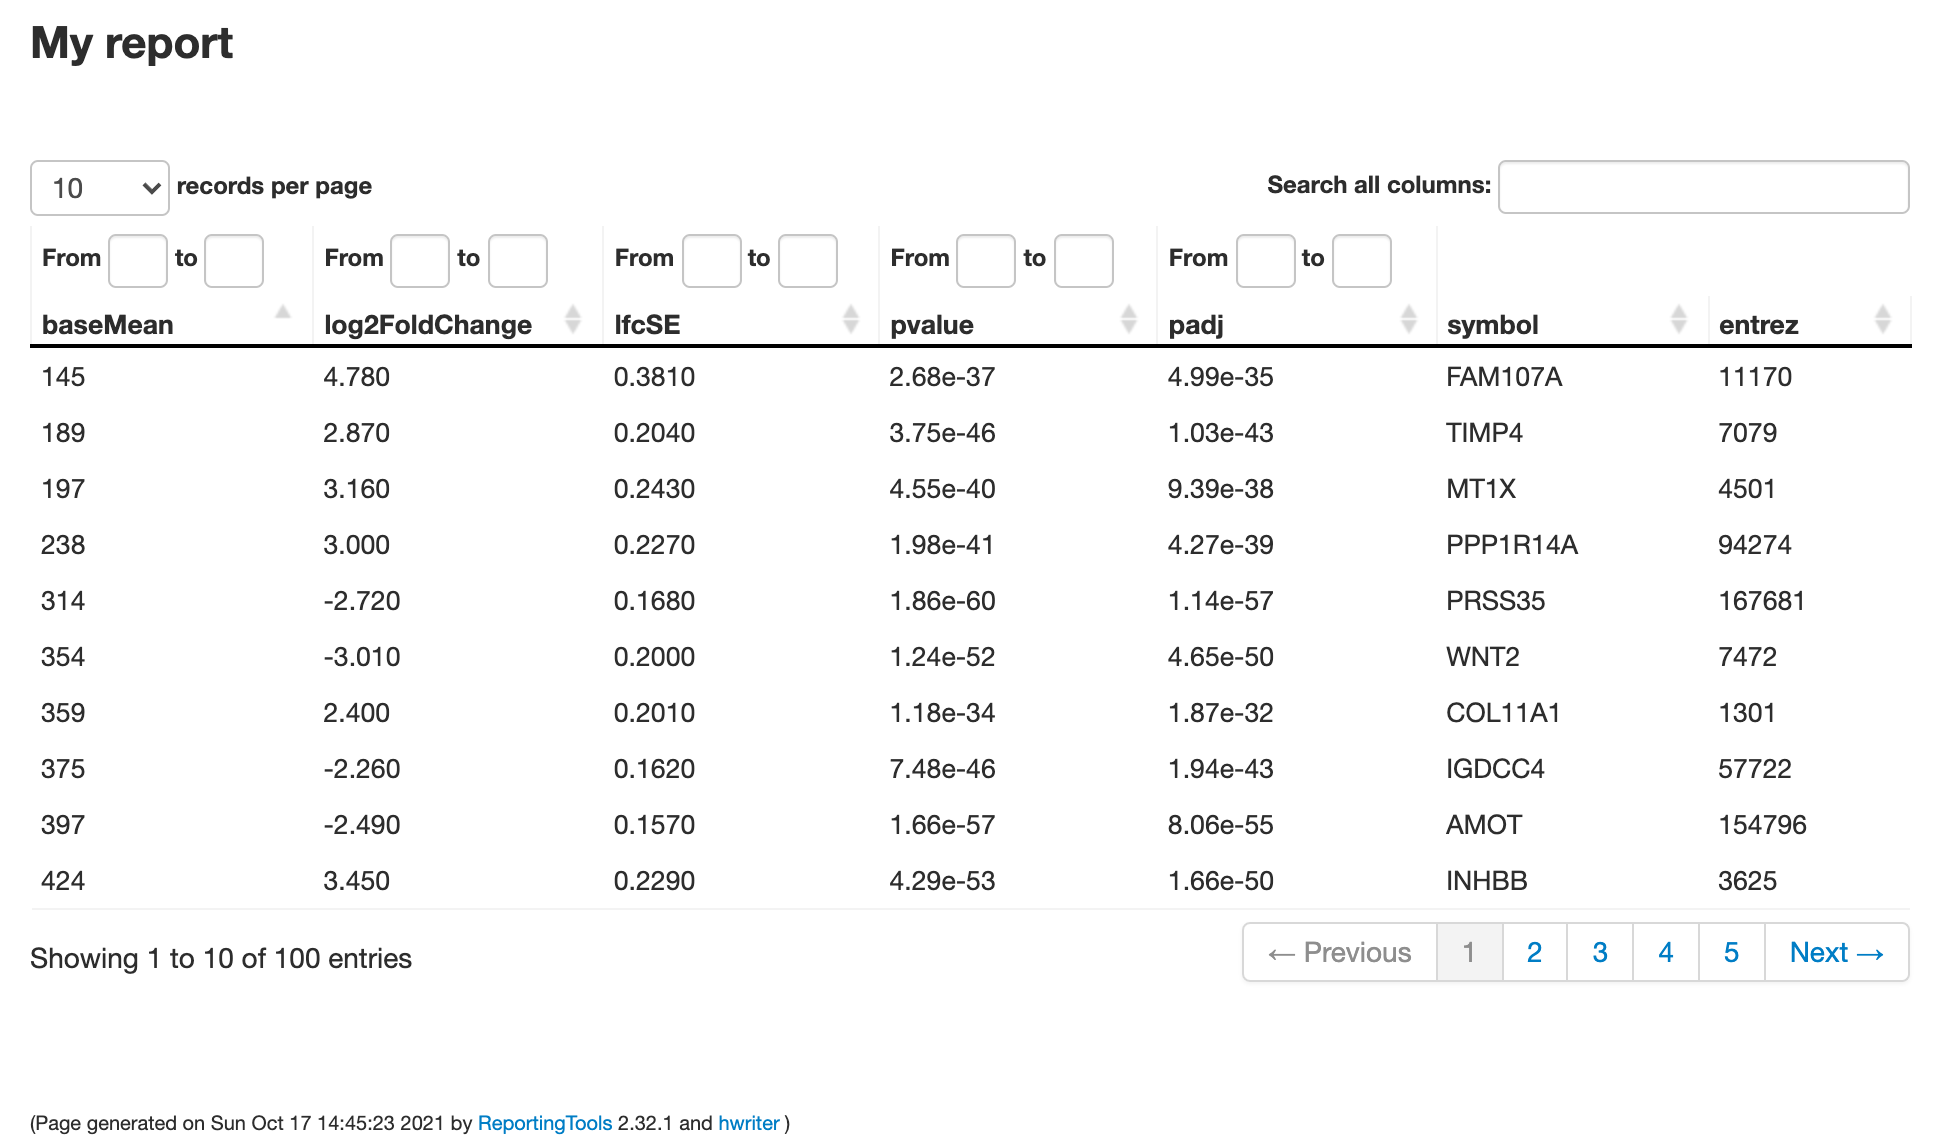 My report
10 records per page Search all columns:
From to From to From to From to From to
baseMean log2FoldChange lfcSE pvalue padj symbol entrez
145 4.780 0.3810 2.68e-37 4.99e-35 FAM107A 11170
189 2.870 0.2040 3.75e-46 1.03e-43 TIMP4 7079
197 3.160 0.2430 4.55e-40 9.39e-38 MT1X 4501
238 3.000 0.2270 1.98e-41 4.27e-39 PPP1R14A 94274
314 -2.720 0.1680 1.86e-60 1.14e-57 PRSS35 167681
354 -3.010 0.2000 1.24e-52 4.65e-50 WNT2 7472
359 2.400 0.2010 1.18e-34 1.87e-32 COL11A1 1301
375 -2.260 0.1620 7.48e-46 1.94e-43 IGDCC4 57722
397 -2.490 0.1570 1.66e-57 8.06e-55 AMOT 154796
424 3.450 0.2290 4.29e-53 1.66e-50 INHBB 3625
Showing 1 to 10 of 100 entries ← Previous 1 2 3 4 5 Next →
(Page generated on Sun Oct 17 14:45:23 2021 by ReportingTools 2.32.1 and hwriter )